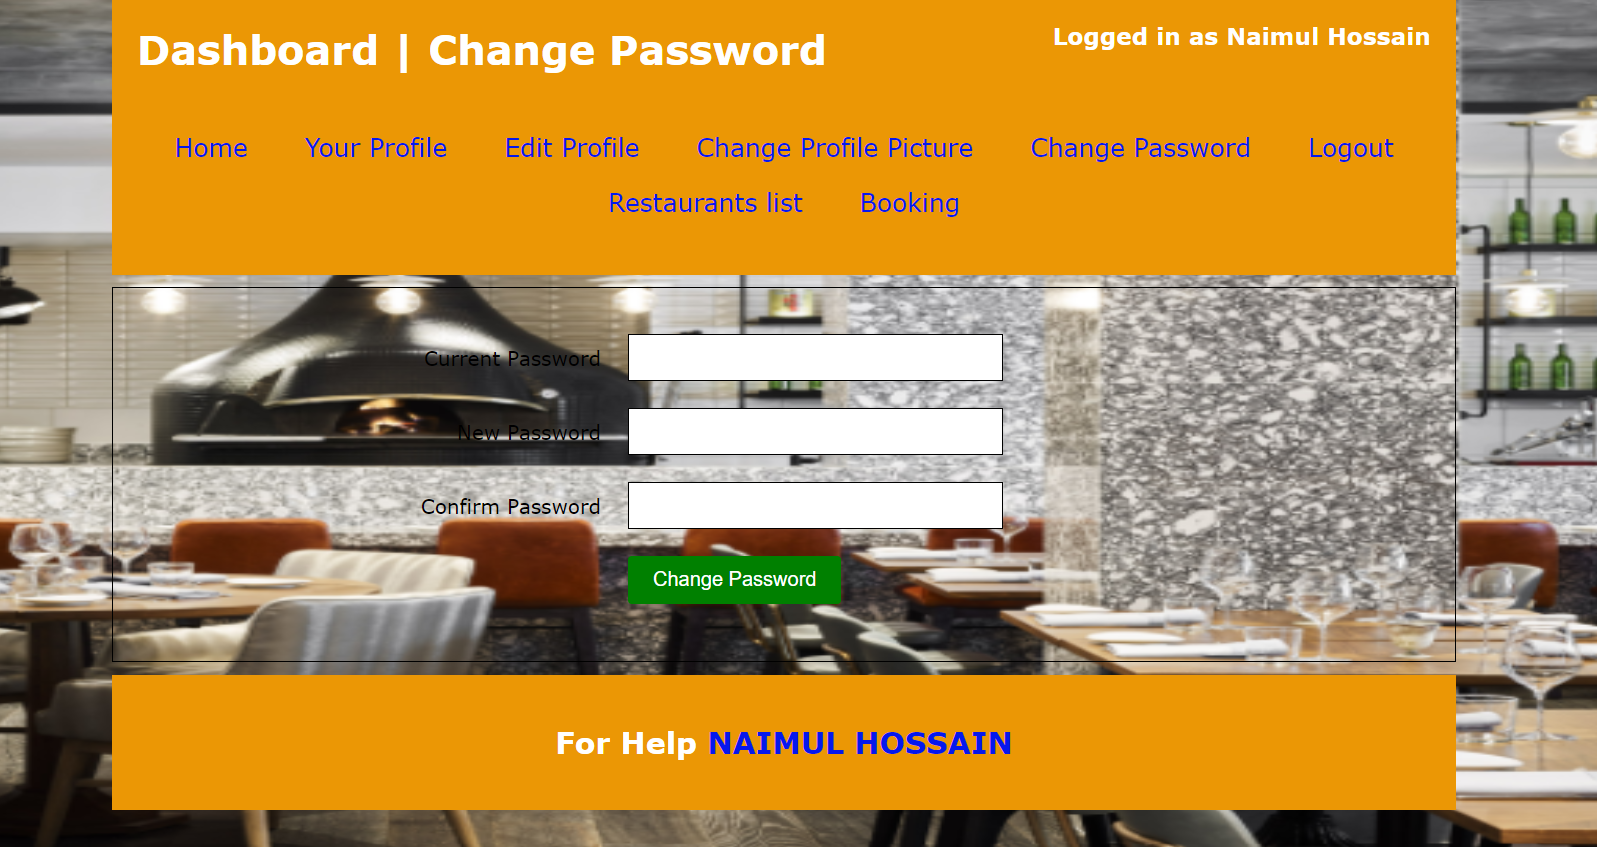 Dashboard | Change Password
Logged in as Naimul Hossain
Home Your Profile Edit Profile Change Profile Picture Change Password Logout
Restaurants list Booking
Current Password
New Password
Confirm Password
Change Password
For Help NAIMUL HOSSAIN